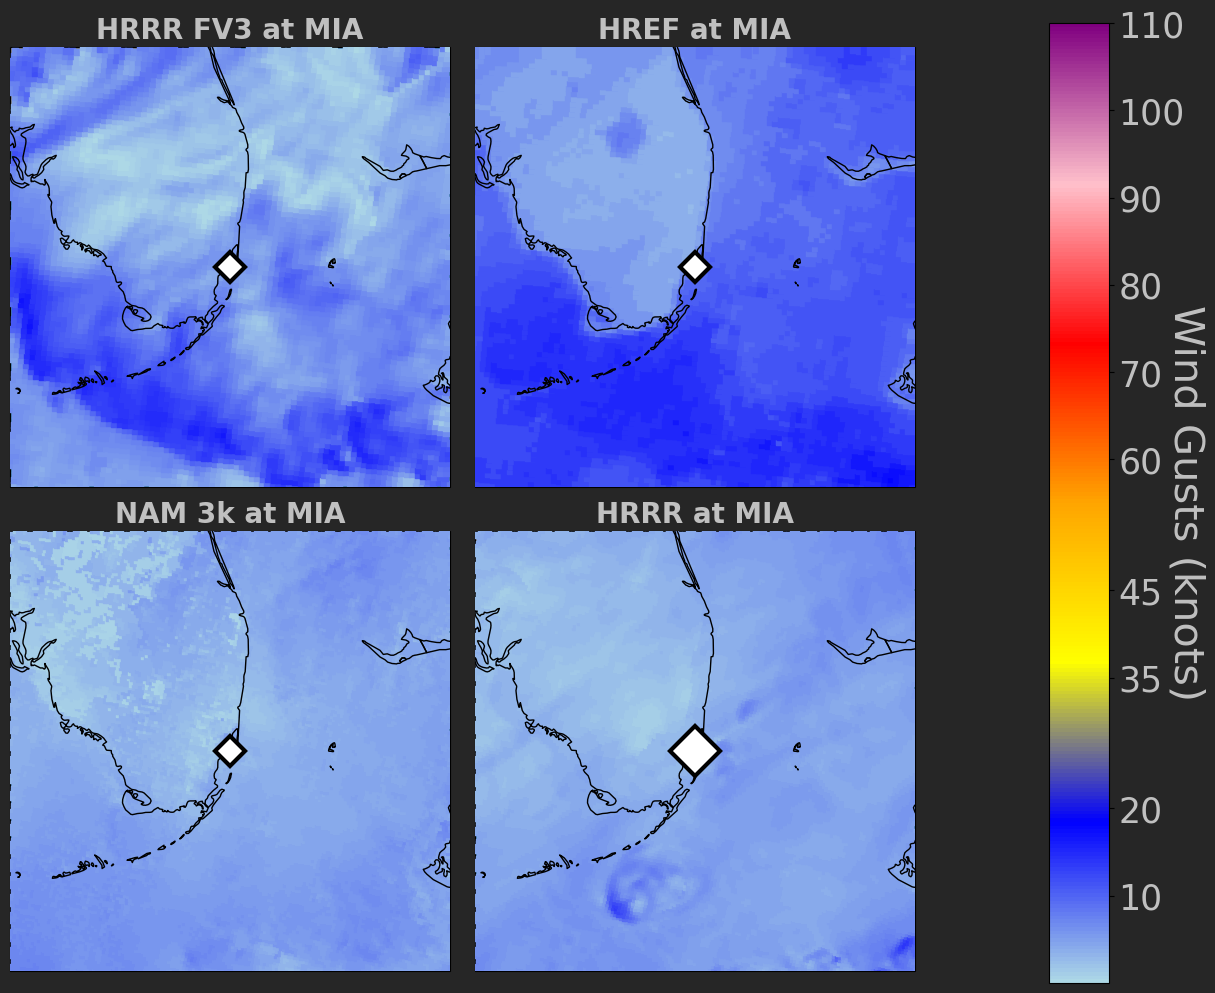 HRRR FV3 at MIA
HREF at MIA
NAM 3k at MIA
HRRR at MIA
110
100
90
80
70
60
45
35
20
10
Wind Gusts (knots)